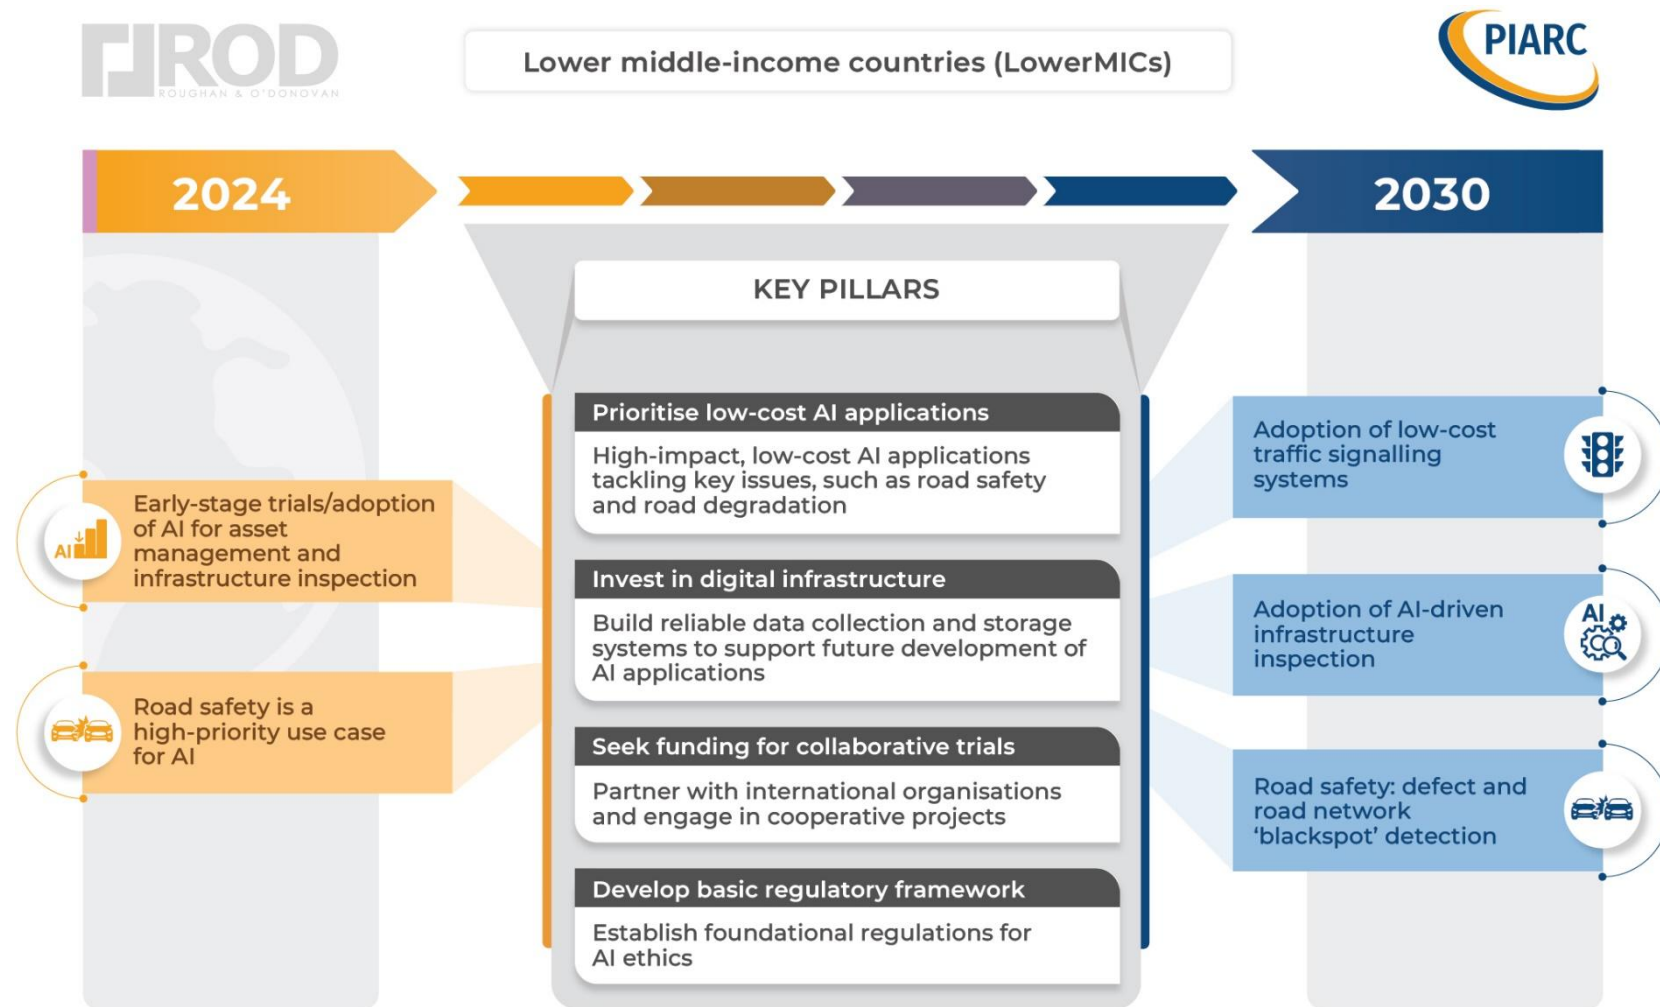 ROD
ROUGHAN & O'DONOVAN
Lower middle-income countries (LowerMICs)
PIARC
2024
2030
KEY PILLARS
Early-stage trials/adoption
of AI for asset
management and
infrastructure inspection
AI
Road safety is a
high-priority use case
for AI
Prioritise low-cost AI applications
High-impact, low-cost AI applications
tackling key issues, such as road safety
and road degradation
Invest in digital infrastructure
Build reliable data collection and storage
systems to support future development of
AI applications
Seek funding for collaborative trials
Partner with international organisations
and engage in cooperative projects
Develop basic regulatory framework
Establish foundational regulations for
AI ethics
Adoption of low-cost
traffic signalling
systems
Adoption of AI-driven
infrastructure
inspection
AI
Road safety: defect and
road network
‘blackspot’ detection